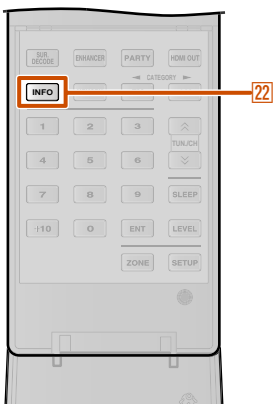 SUR. DECODE ENHANCER PARTY HDMI OUT
◄ CATEGORY ►
INFO
22
1 2 3
TUN./CH
4 5 6
7 8 9 SLEEP
+10 0 ENT LEVEL
ZONE SETUP